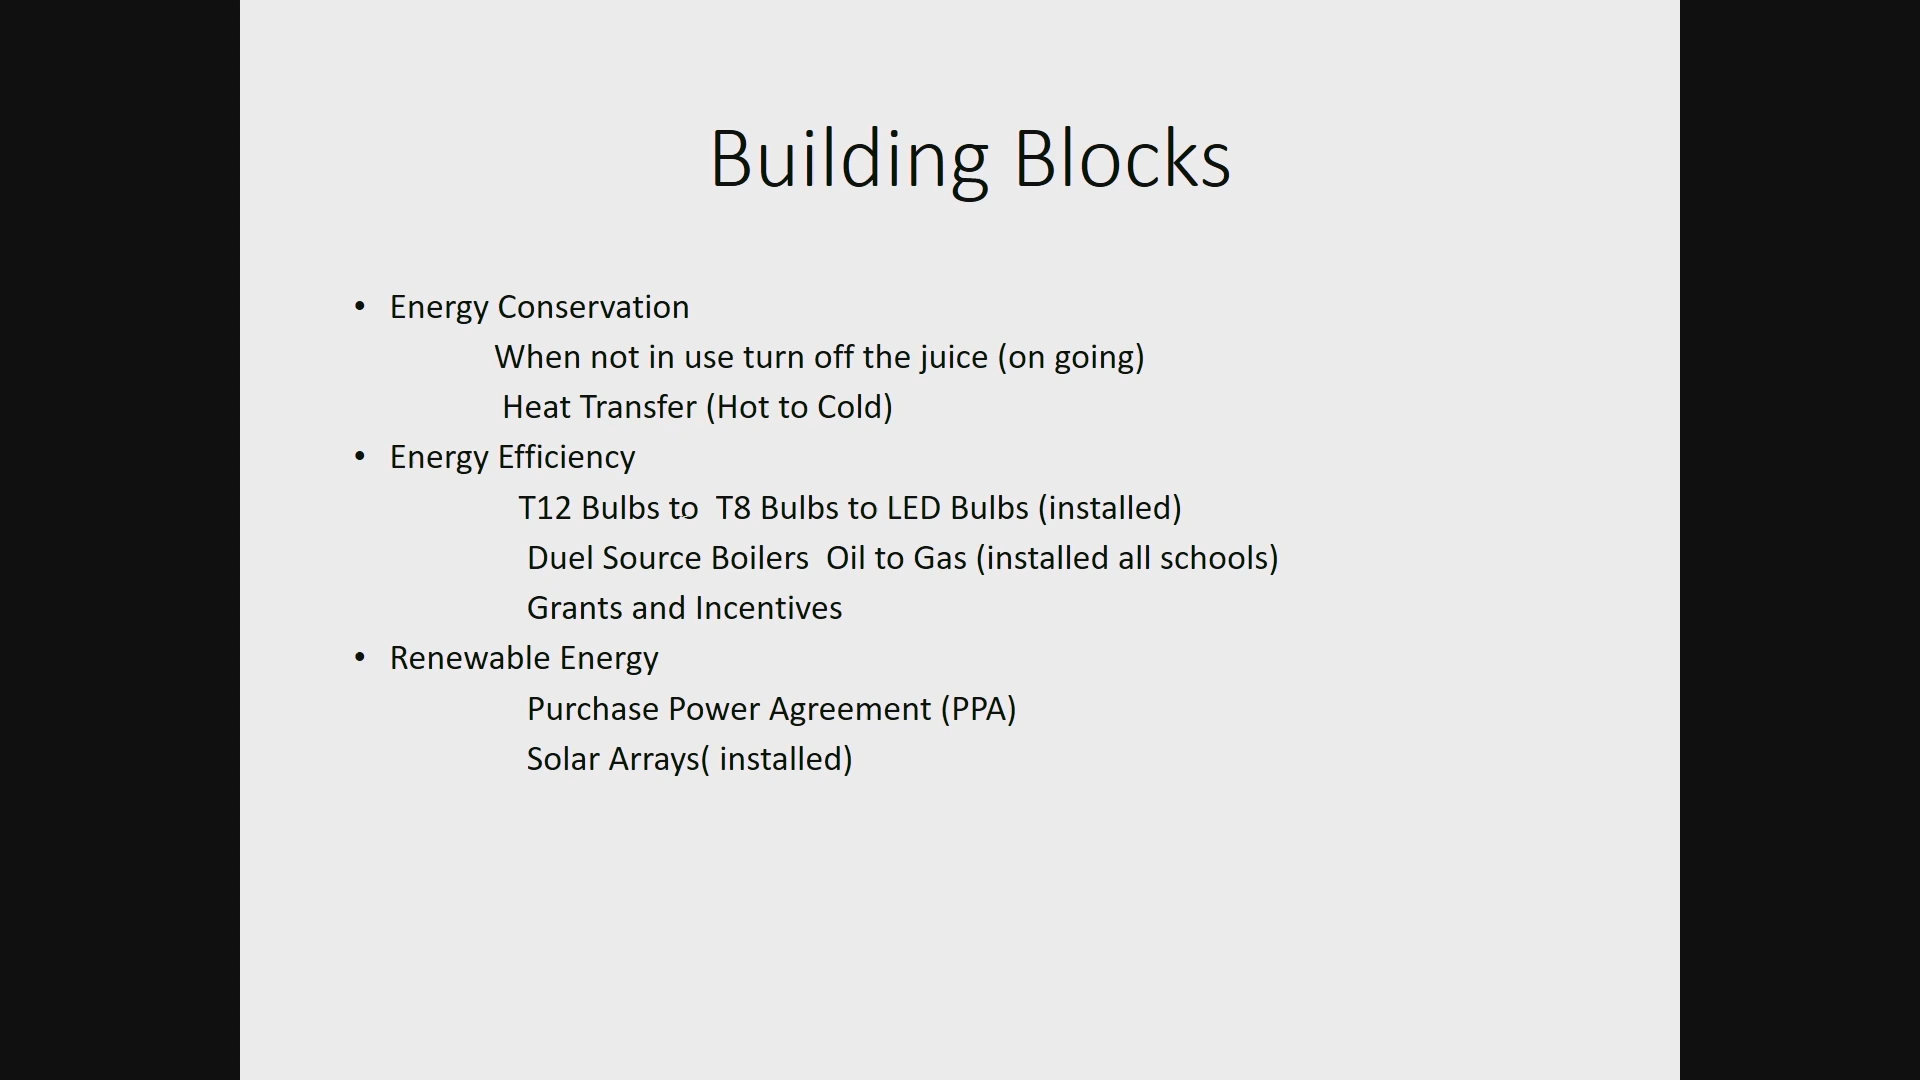 Building Blocks
• Energy Conservation
When not in use turn off the juice (on going)
Heat Transfer (Hot to Cold)
• Energy Efficiency
T12 Bulbs to  T8 Bulbs to LED Bulbs (installed)
Duel Source Boilers  Oil to Gas (installed all schools)
Grants and Incentives
• Renewable Energy
Purchase Power Agreement (PPA)
Solar Arrays( installed)